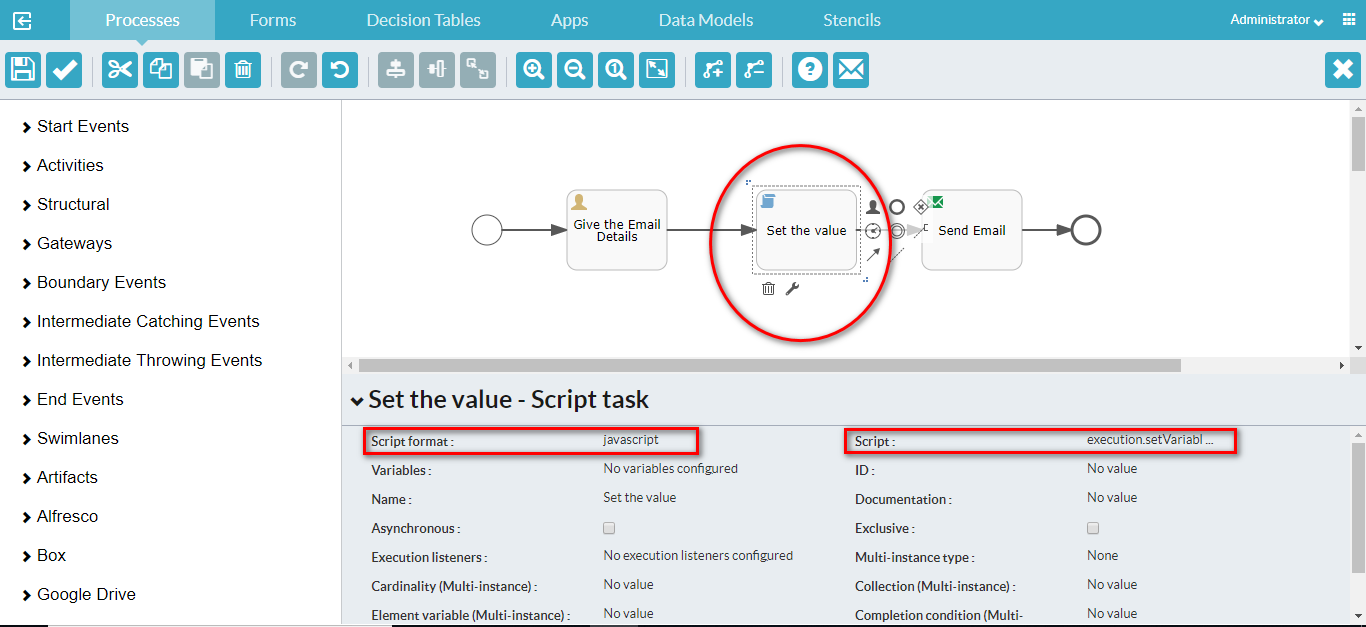 Processes Forms Decision Tables Apps Data Models Stencils Administrator
Start Events
Activities
Structural
Gateways
Boundary Events
Intermediate Catching Events
Intermediate Throwing Events
End Events
Swimlanes
Artifacts
Alfresco
Box
Google Drive
Give the Email
Details
Set the value
Send Email
Set the value - Script task
Script format : javascript
Script : execution.setVariabl ...
Variables : No variables configured
ID : No value
Name : Set the value
Documentation : No value
Asynchronous :
Exclusive :
Execution listeners : No execution listeners configured
Multi-instance type : None
Cardinality (Multi-instance) : No value
Collection (Multi-instance) : No value
Element variable (Multi-instance) : No value
Completion condition (Multi- No value